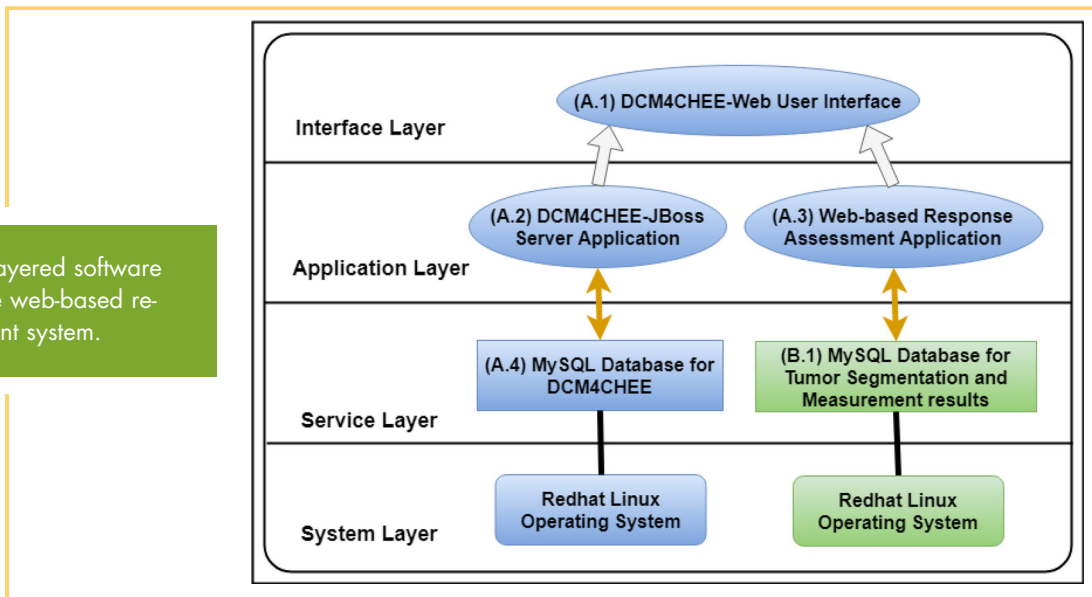 ayered software
web-based re-
nt system.
(A.1) DCM4CHEE-Web User Interface
Interface Layer
(A.2) DCM4CHEE-JBoss
Server Application
(A.3) Web-based Response
Assessment Application
Application Layer
(A.4) MySQL Database for
DCM4CHEE
(B.1) MySQL Database for
Tumor Segmentation and
Measurement results
Service Layer
Redhat Linux
Operating System
Redhat Linux
Operating System
System Layer